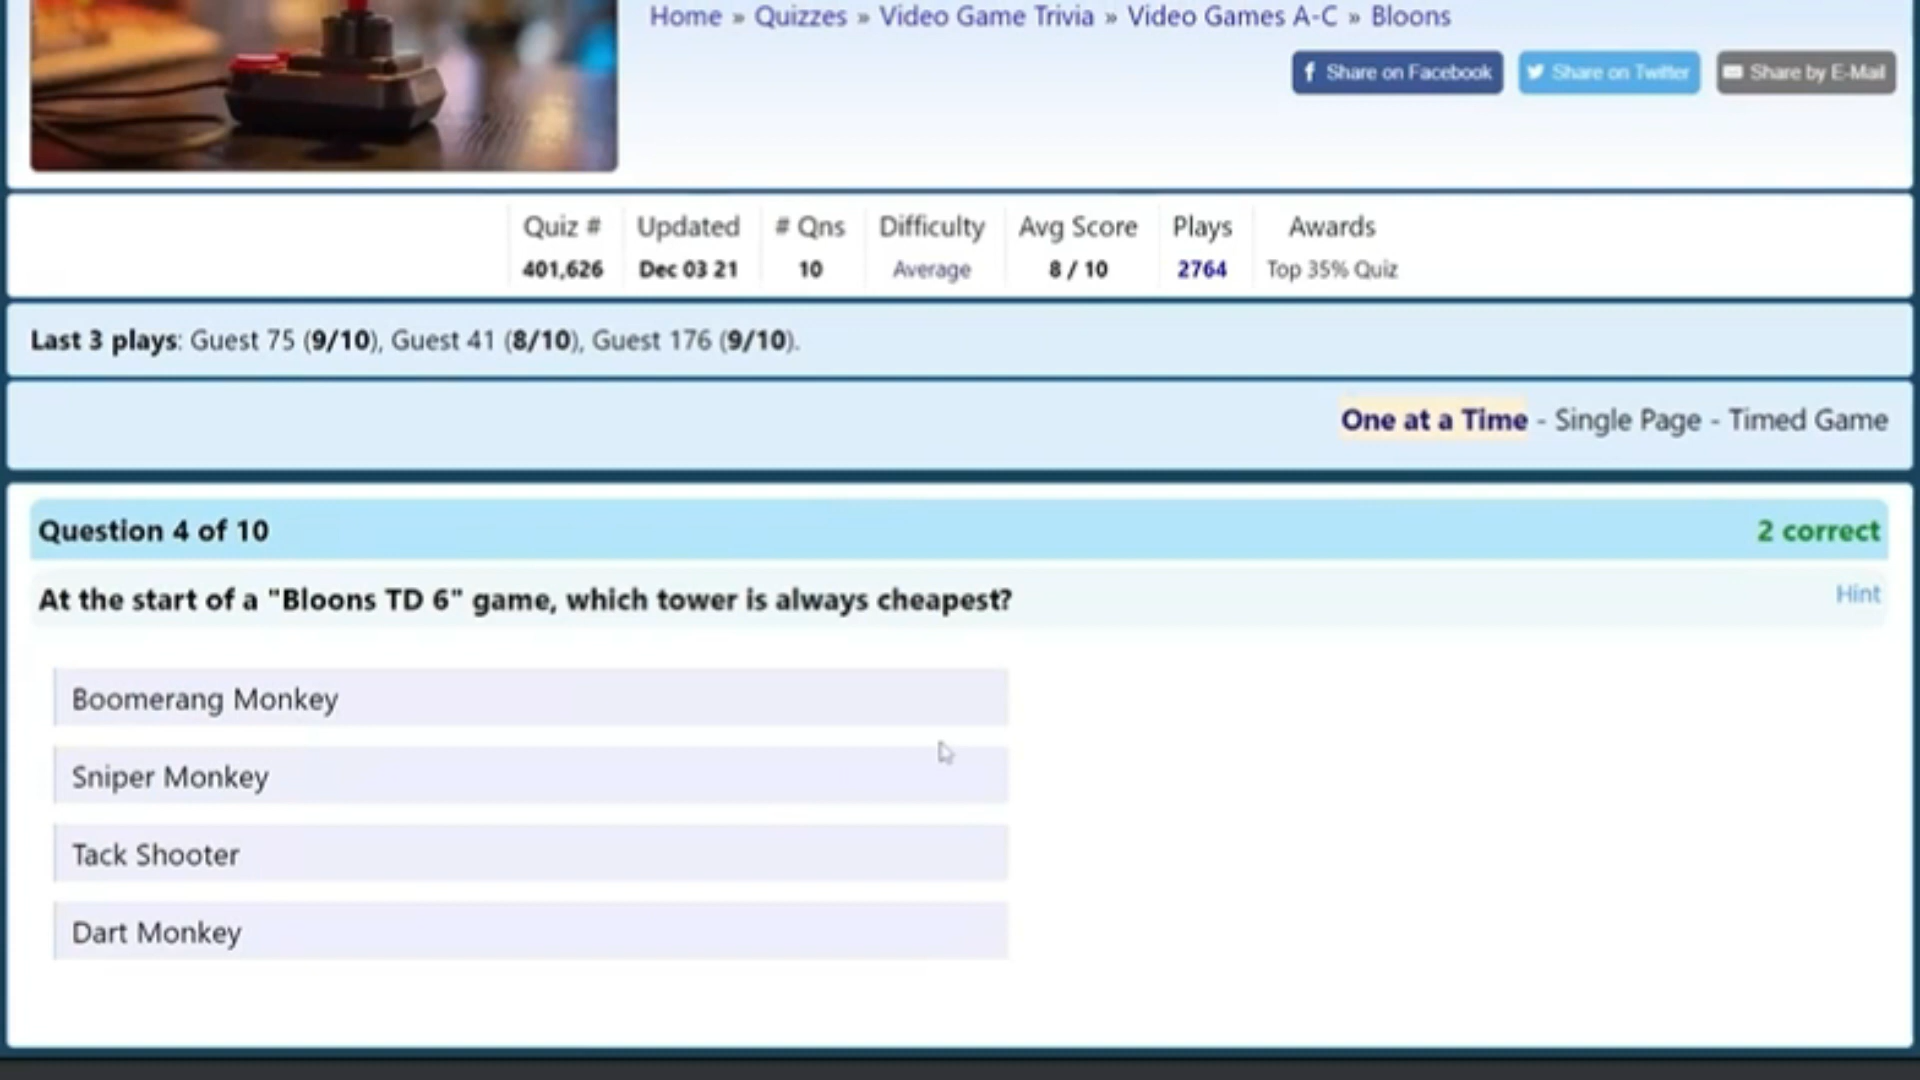 Home » Quizzes » Video Game Trivia » Video Games A-C » Bloons
Share on Facebook Share on Twitter Share by E-Mail
Quiz # Updated # Qns Difficulty Avg Score Plays Awards
401,626 Dec 03 21 10 Average 8 / 10 2764 Top 35% Quiz
Last 3 plays: Guest 75 (9/10), Guest 41 (8/10), Guest 176 (9/10).
One at a Time - Single Page - Timed Game
Question 4 of 10 2 correct
At the start of a "Bloons TD 6" game, which tower is always cheapest? Hint
Boomerang Monkey
Sniper Monkey
Tack Shooter
Dart Monkey